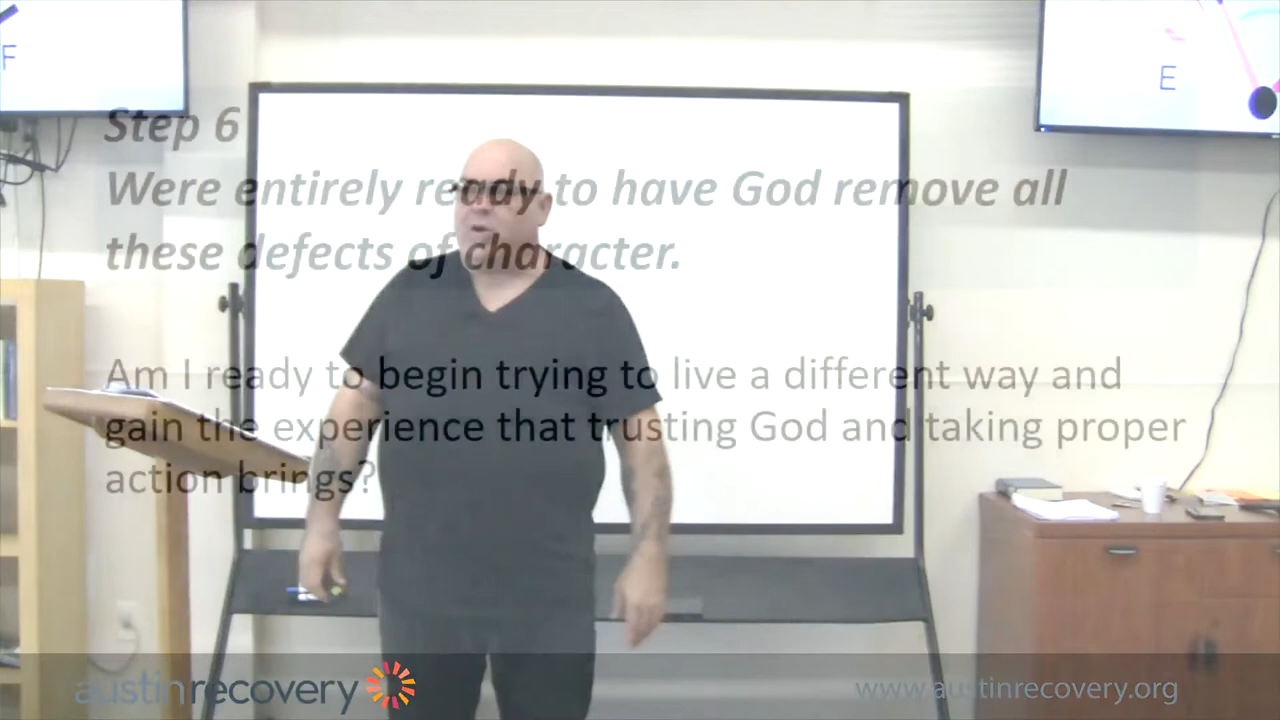 F
E
Step 6
Were entirely ready to have God remove all
these defects of character.
Am I ready to begin trying to live a different way and
gain the experience that trusting God and taking proper
action brings?
austinrecovery
www.austinrecovery.org